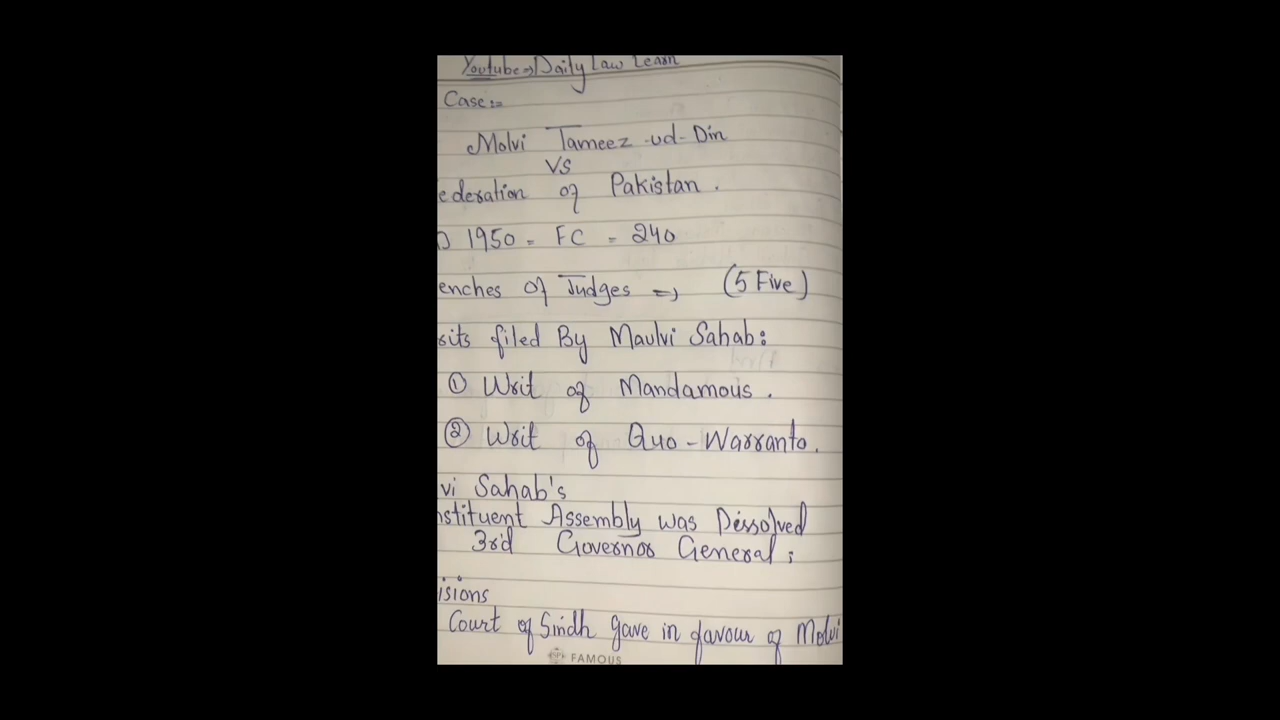 Youtube => Daily Law Learn
Case:=
Molvi Tameez-ud-Din
VS
ederation of Pakistan.
1950 = FC = 240
enches of Judges => (5 Five)
its filed By Maulvi Sahab:
① Writ of Mandamous.
② Writ of Quo-Warranto.
vi Sahab's
nstituent Assembly was Dissolved
3rd Governor General;
isions
Court of Sindh gave in favour of Molvi
FAMOUS